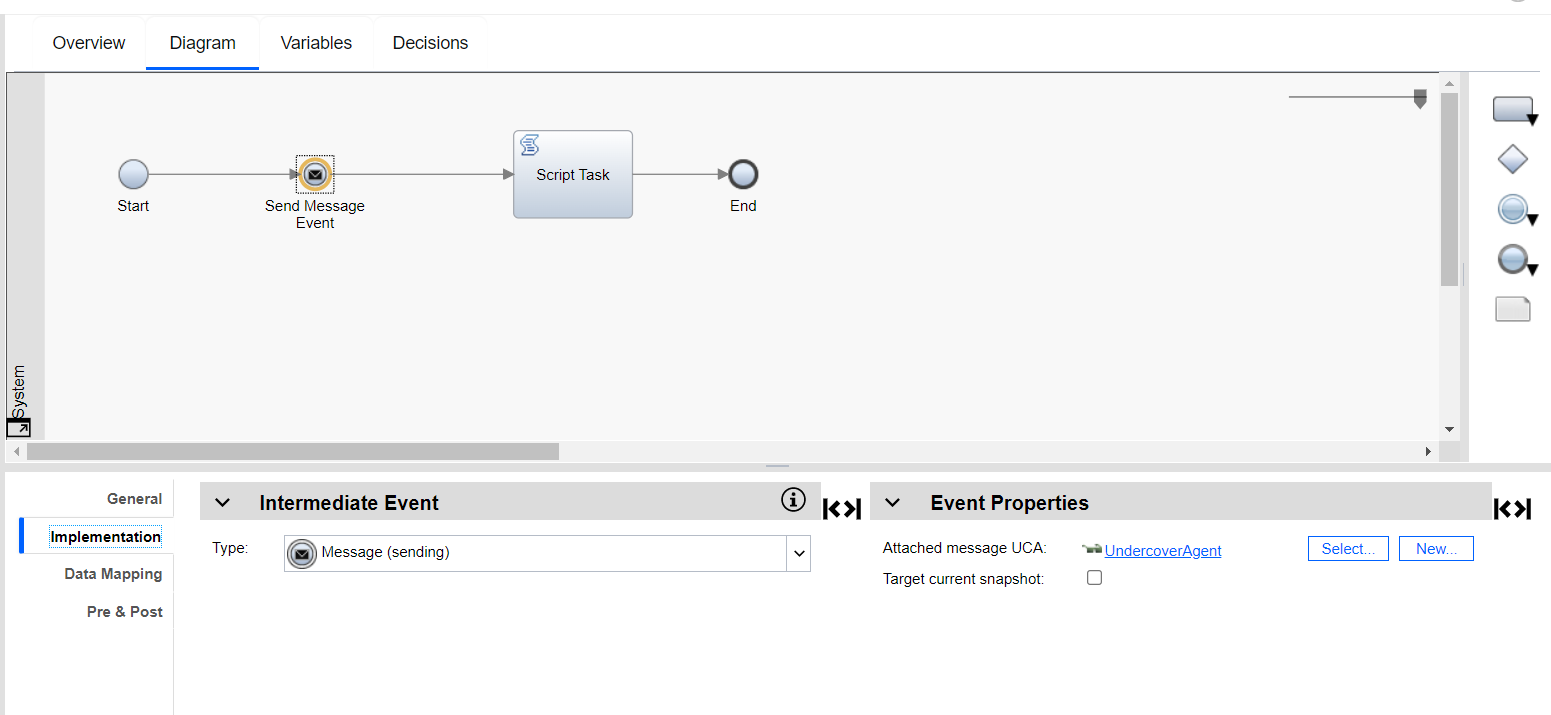 Overview Diagram Variables Decisions
System
Start
Send Message
Event
Script Task
End
General
Implementation
Data Mapping
Pre & Post
Intermediate Event
Type: Message (sending)
Event Properties
Attached message UCA: UndercoverAgent Select... New...
Target current snapshot: